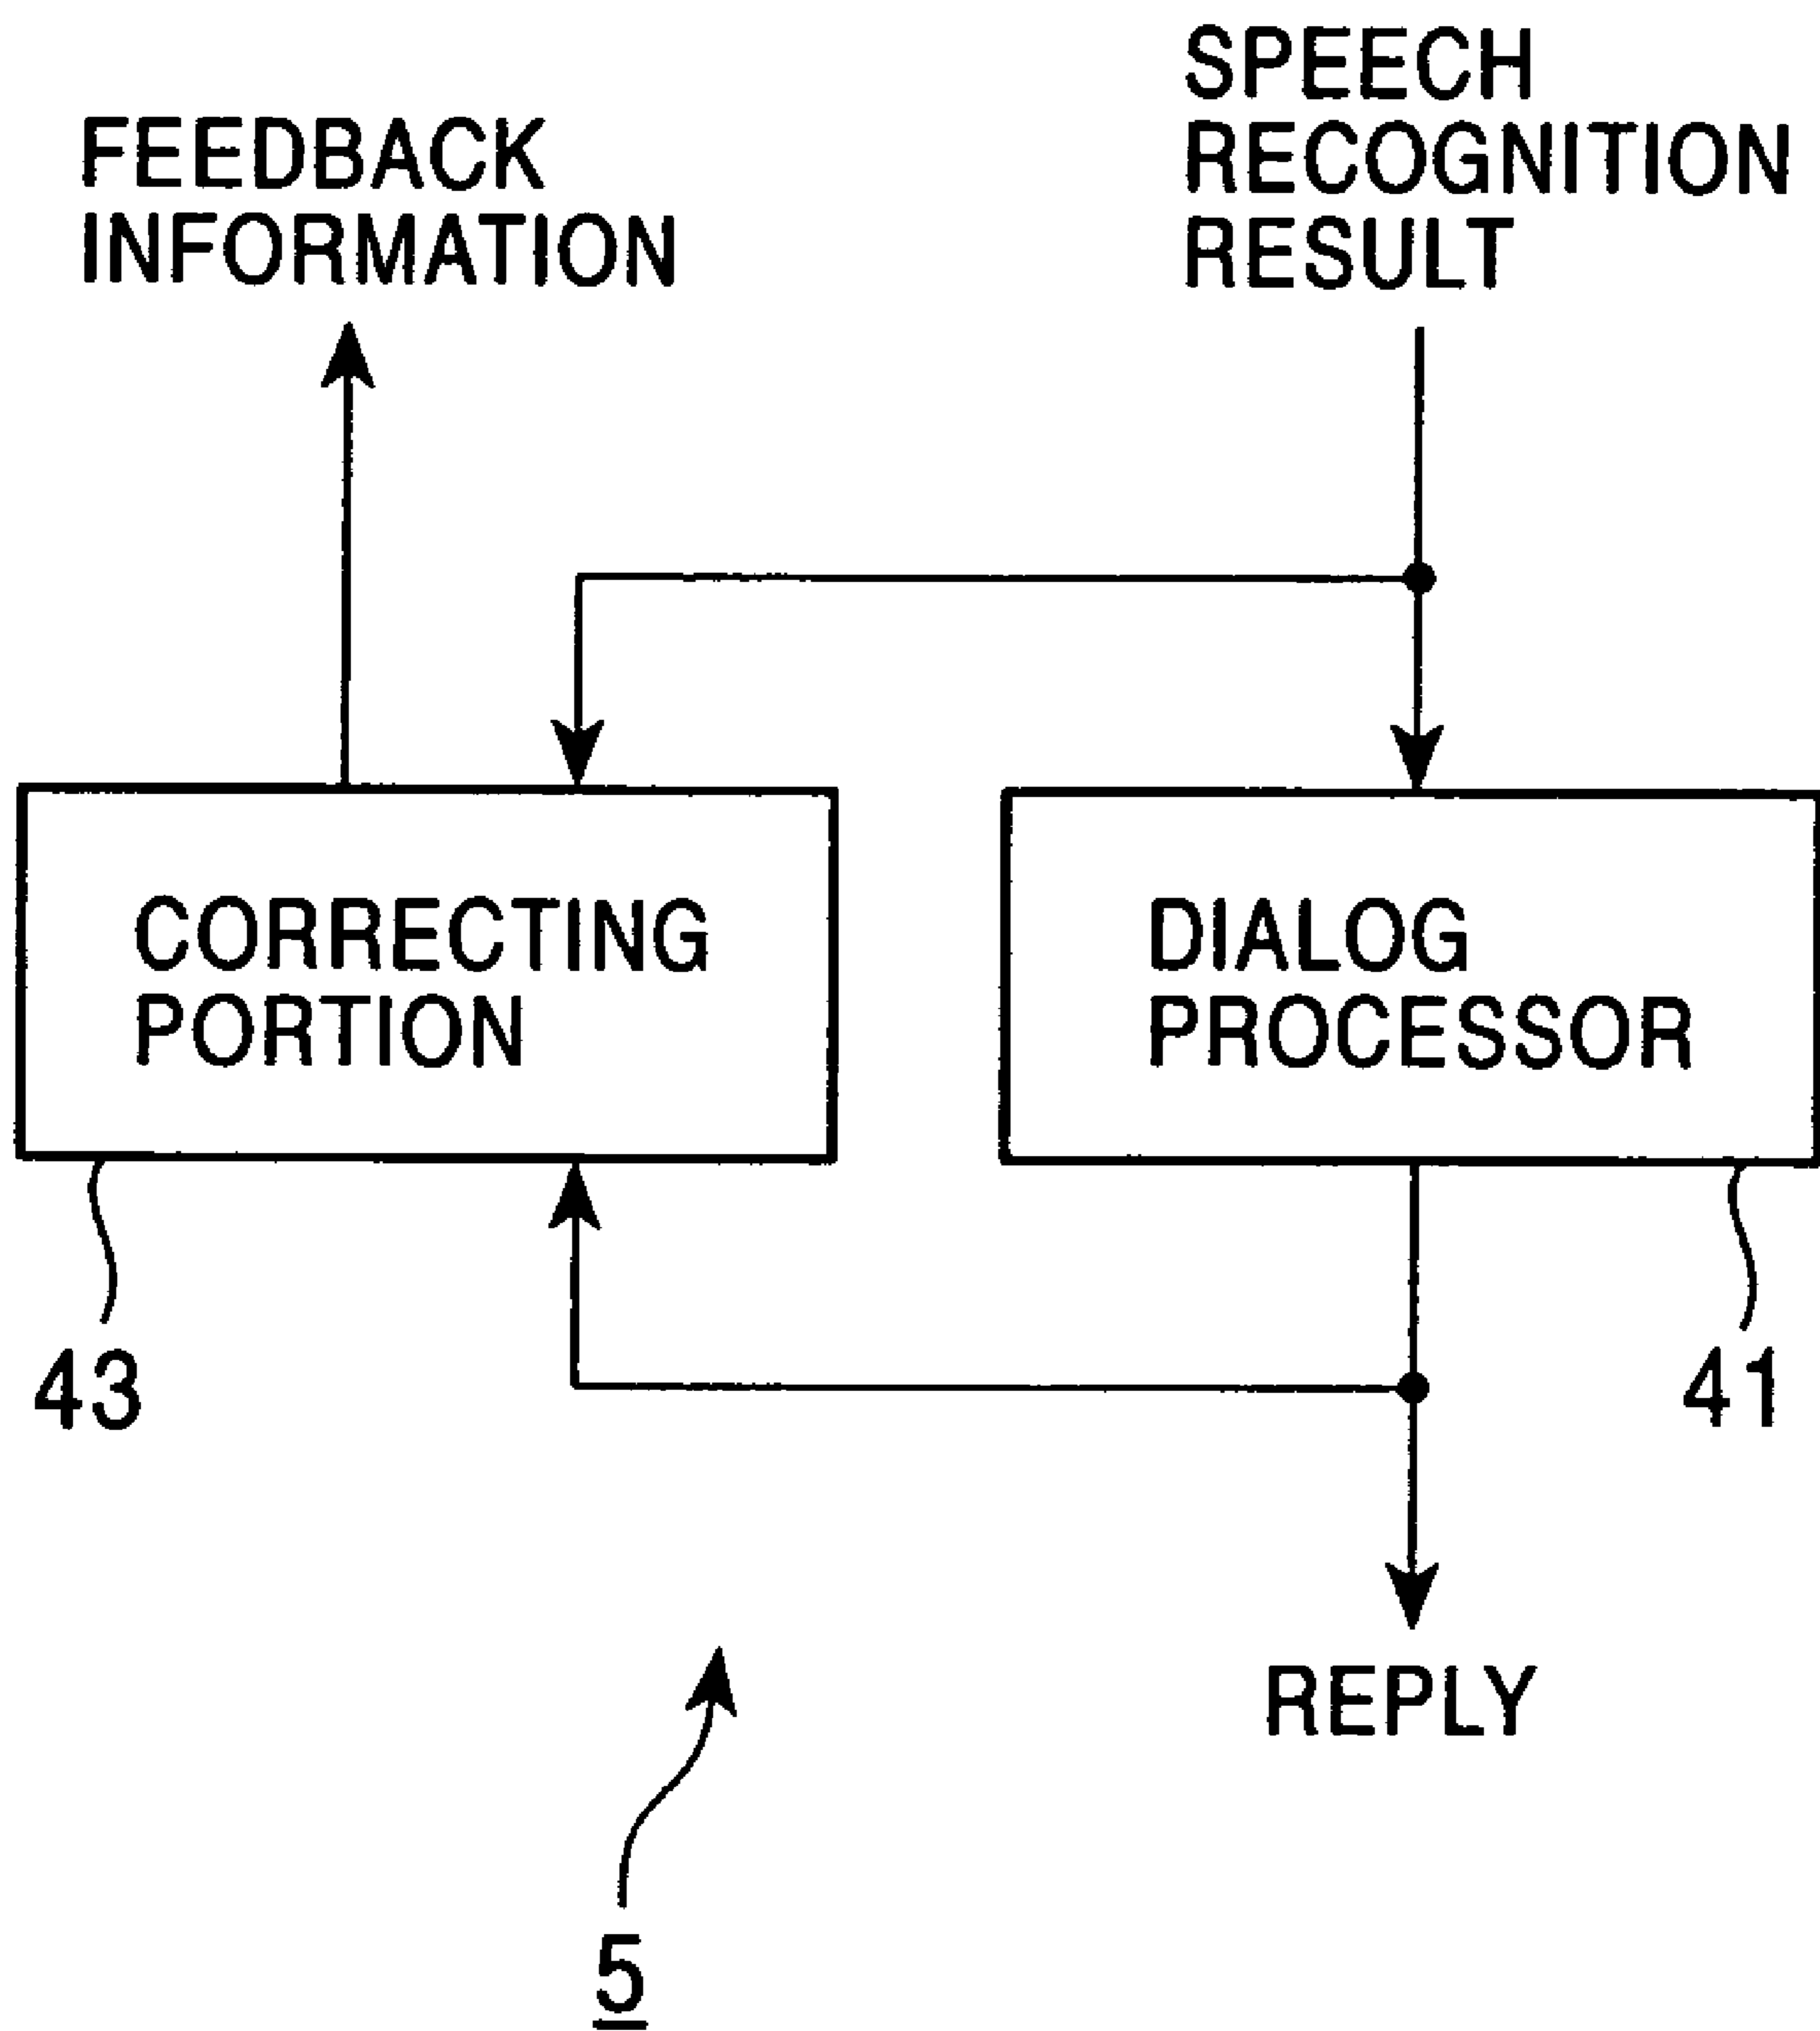 FEEDBACK
INFORMATION
SPEECH
RECOGNITION
RESULT
CORRECTING
PORTION
DIALOG
PROCESSOR
43
41
REPLY
5